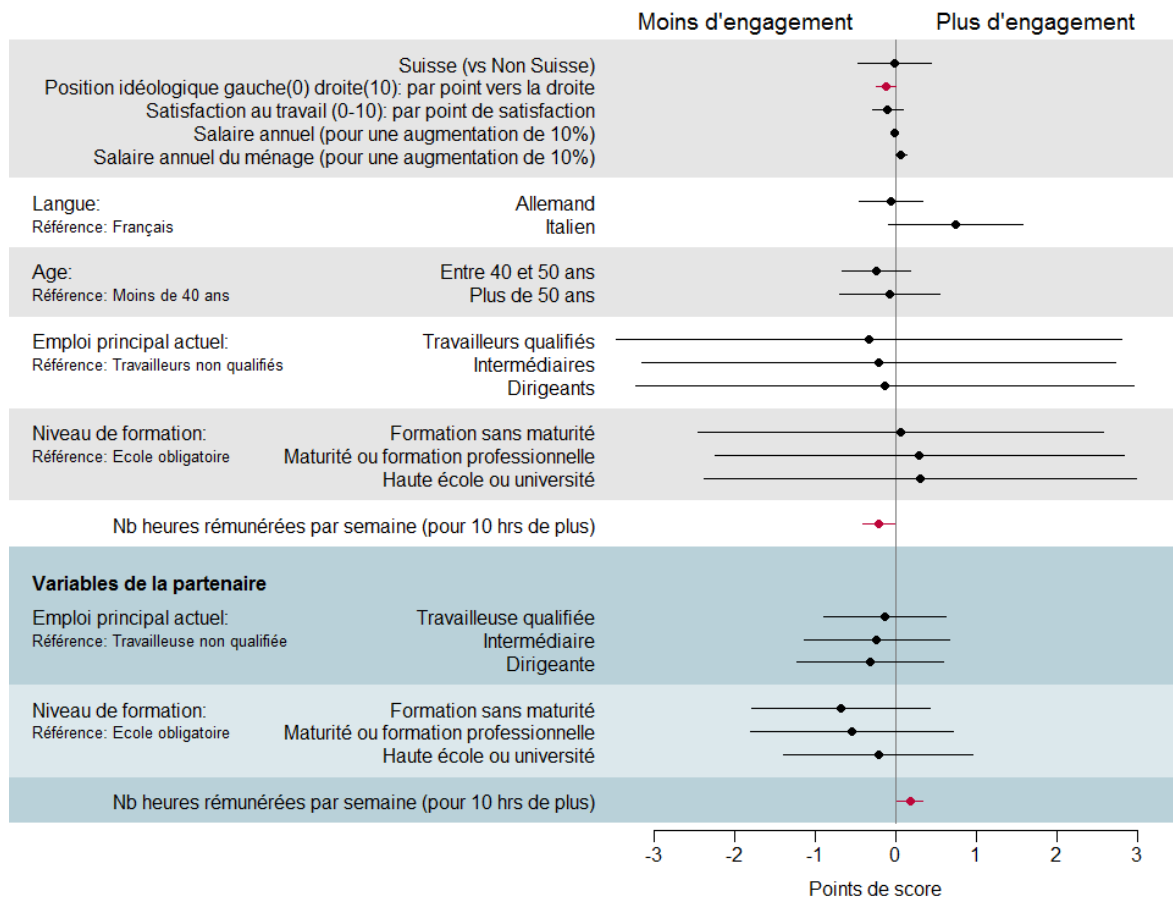 Moins d'engagement Plus d'engagement
Suisse (vs Non Suisse)
Position idéologique gauche(0) droite(10): par point vers la droite
Satisfaction au travail (0-10): par point de satisfaction
Salaire annuel (pour une augmentation de 10%)
Salaire annuel du ménage (pour une augmentation de 10%)
Langue: Allemand
Référence: Français Italien
Age: Entre 40 et 50 ans
Référence: Moins de 40 ans Plus de 50 ans
Emploi principal actuel: Travailleurs qualifiés
Référence: Travailleurs non qualifiés Intermédiaires
Dirigeants
Niveau de formation: Formation sans maturité
Référence: Ecole obligatoire Maturité ou formation professionnelle
Haute école ou université
Nb heures rémunérées par semaine (pour 10 hrs de plus)
Variables de la partenaire
Emploi principal actuel: Travailleuse qualifiée
Référence: Travailleuse non qualifiée Intermédiaire
Dirigeante
Niveau de formation: Formation sans maturité
Référence: Ecole obligatoire Maturité ou formation professionnelle
Haute école ou université
Nb heures rémunérées par semaine (pour 10 hrs de plus)
-3 -2 -1 0 1 2 3
Points de score